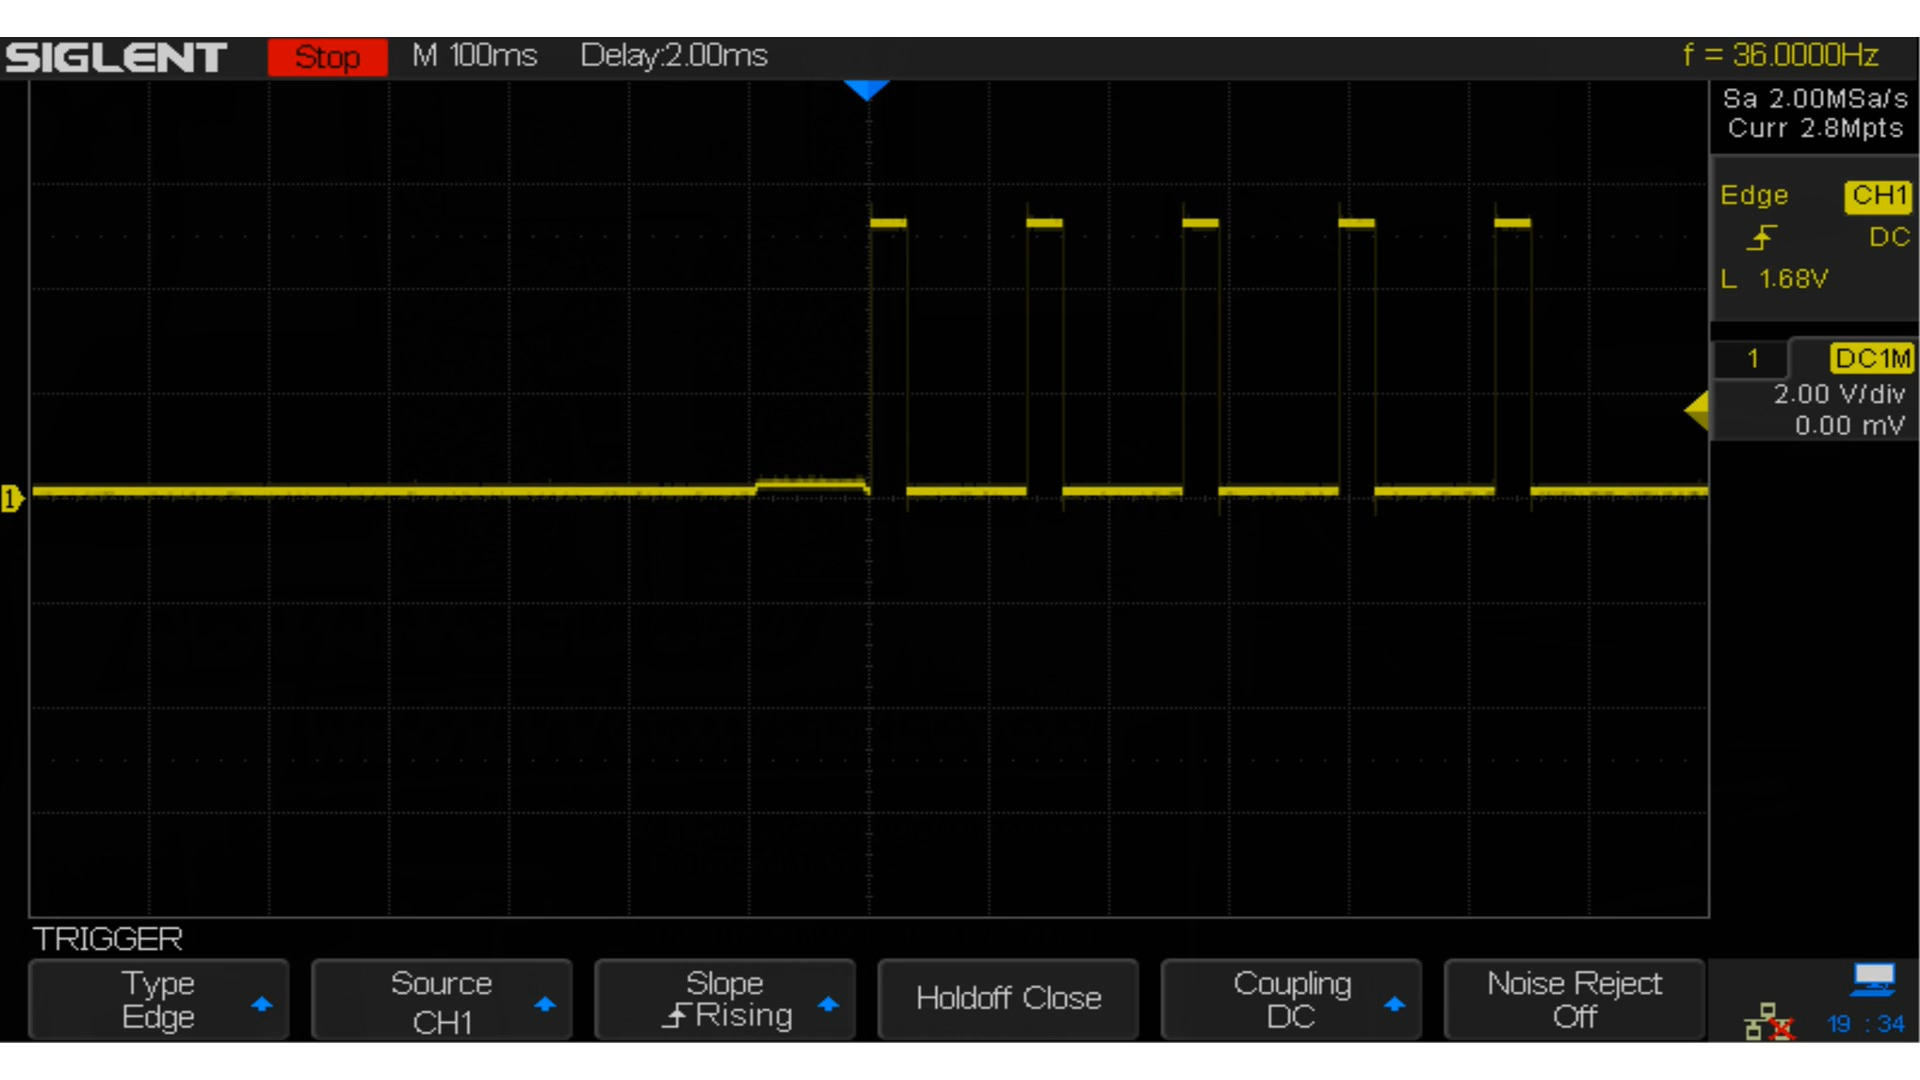 SIGLENT Stop M 100ms Delay:2.00ms f = 36.0000Hz
Sa 2.00MSa/s
Curr 2.8Mpts
Edge CH1
DC
L 1.68V
1 DC1M
2.00 V/div
0.00 mV
1
TRIGGER
Type
Edge
Source
CH1
Slope
Rising
Holdoff Close
Coupling
DC
Noise Reject
Off
19 : 34